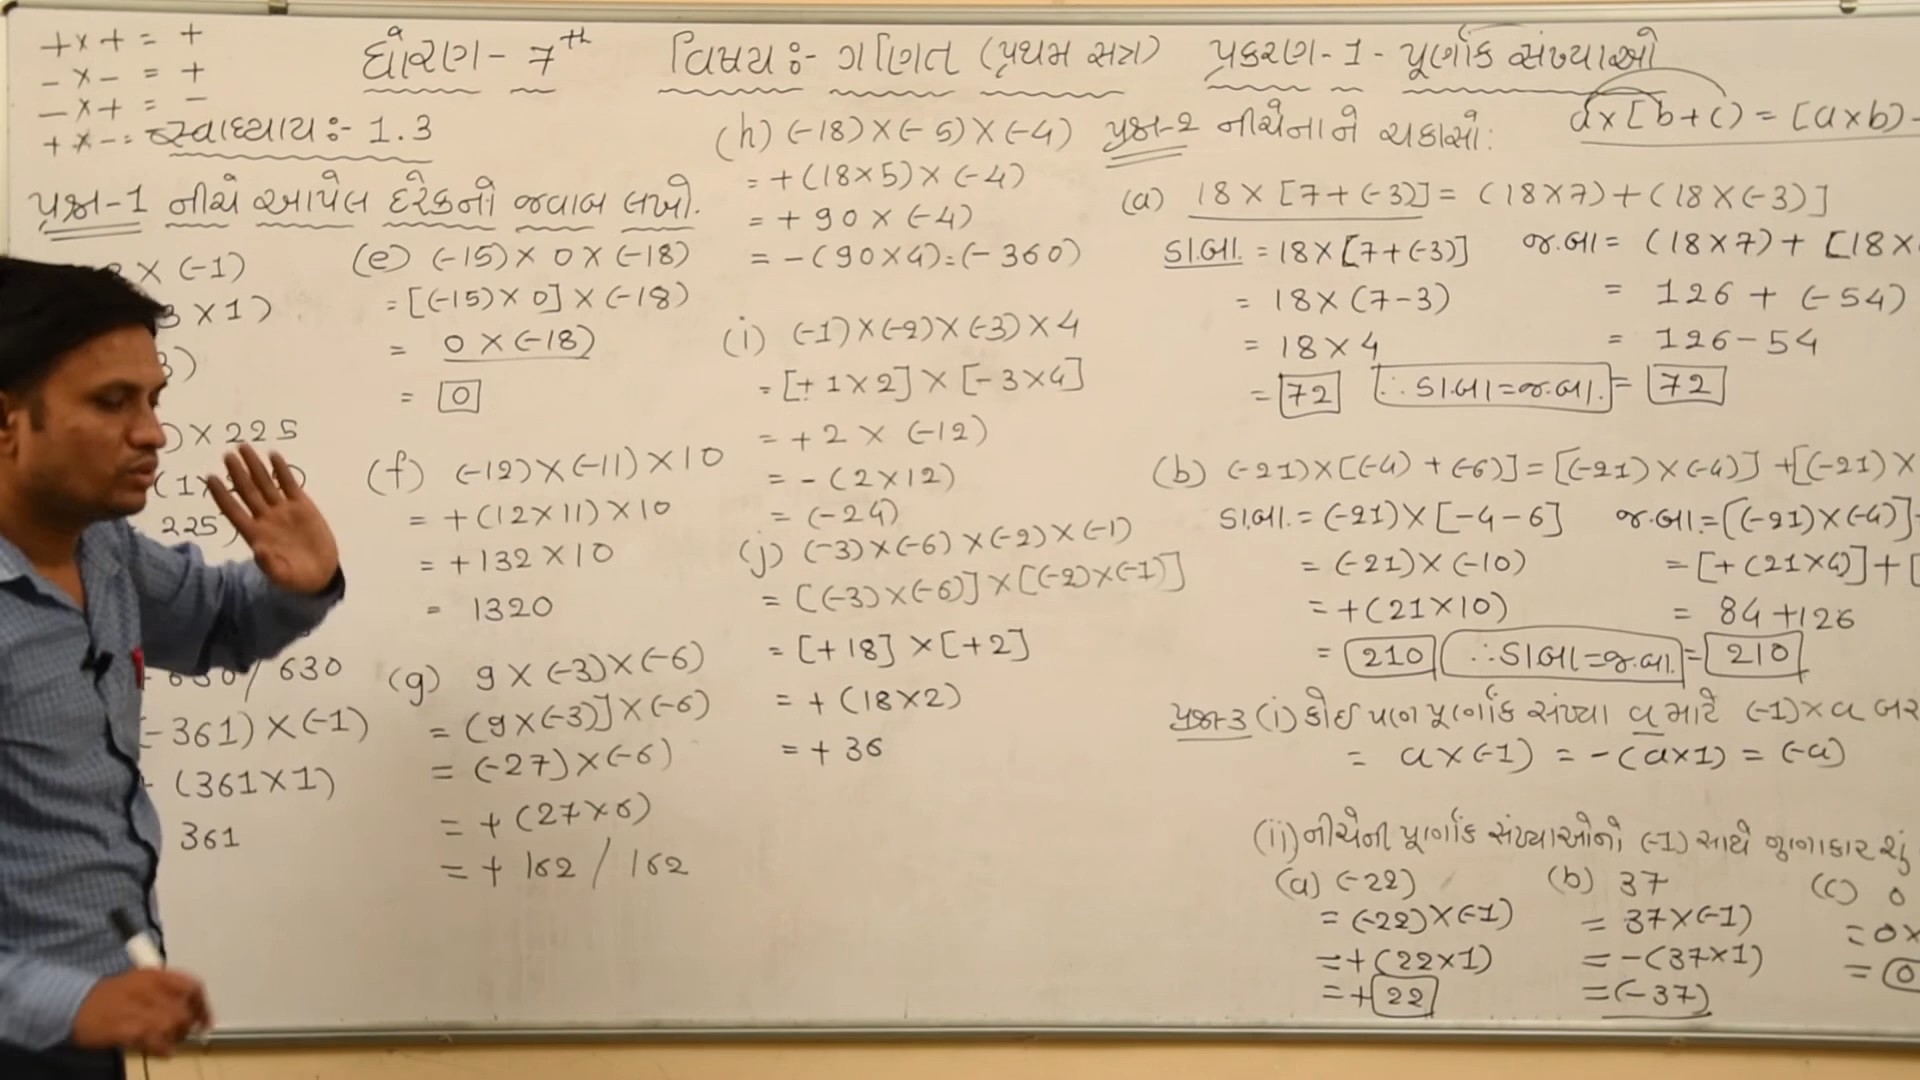 + × + = +
- × - = +
- × + = -
+ × - = -
ધોરણ - 7th વિષય :- ગણિત (પ્રથમ સત્ર) પ્રકરણ - 1 - પૂર્ણાંક સંખ્યાઓ
સ્વાધ્યાય :- 1.3
પ્રશ્ન-1 નીચે આપેલ દરેકનો જવાબ લખો.
× (-1)
3 × 1)
) × 225
(1×
225)
630 / 630
(-361) × (-1)
(361 × 1)
361
(e) (-15) × 0 × (-18)
= [(-15) × 0] × (-18)
= 0 × (-18)
= 0
(f) (-12) × (-11) × 10
= +(12 × 11) × 10
= +132 × 10
= 1320
(g) 9 × (-3) × (-6)
= (9 × (-3)] × (-6)
= (-27) × (-6)
= + (27 × 6)
= + 162 / 162
(h) (-18) × (-5) × (-4)
= + (18 × 5) × (-4)
= + 90 × (-4)
= - (90 × 4) = (-360)
(i) (-1) × (-2) × (-3) × 4
= [+ 1 × 2] × [- 3 × 4]
= + 2 × (-12)
= - (2 × 12)
= (-24)
(j) (-3) × (-6) × (-2) × (-1)
= [(-3) × (-6)] × [(-2) × (-1)]
= [+18] × [+2]
= + (18 × 2)
= + 36
પ્રશ્ન-2 નીચેનાને ચકાસો :
a × [b + c) = [a × b) -
(a) 18 × [7 + (-3)] = (18 × 7) + (18 × (-3)]
ડા.બા. = 18 × [7 + (-3)]
= 18 × (7 - 3)
= 18 × 4
= 72 ∴ ડા.બા = જ.બા.
જ.બા = (18 × 7) + [18 ×
= 126 + (-54)
= 126 - 54
= 72
(b) (-21) × [(-4) + (-6)] = [(-21) × (-4)] + [(-21) ×
ડા.બા. = (-21) × [-4 - 6]
= (-21) × (-10)
= + (21 × 10)
= 210 ∴ ડાબા = જ.બા.
જ.બા. = [(-21) × (-4)]
= [+ (21 × 4)] + [
= 84 + 126
= 210
પ્રશ્ન-3 (i) કોઈ પણ પૂર્ણાંક સંખ્યા a માટે (-1) × a
= a × (-1) = - (a × 1) = (-a)
(ii) નીચેની પૂર્ણાંક સંખ્યાઓનો (-1) સાથે ગુણાકાર શું
(a) (-22)
= (-22) × (-1)
= + (22 × 1)
= + 22
(b) 37
= 37 × (-1)
= - (37 × 1)
= (-37)
(c) 0
= 0 ×
= 0